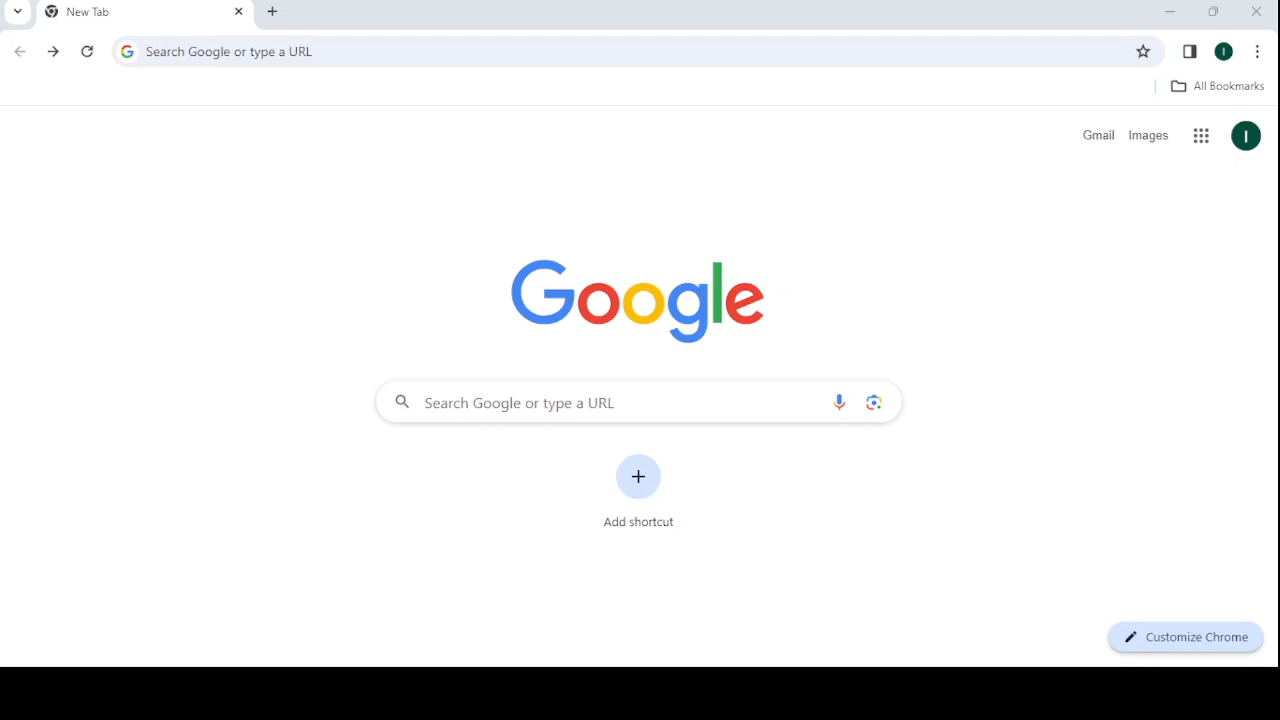 New Tab
Search Google or type a URL
All Bookmarks
Gmail Images I
Google
Search Google or type a URL
Add shortcut
Customize Chrome